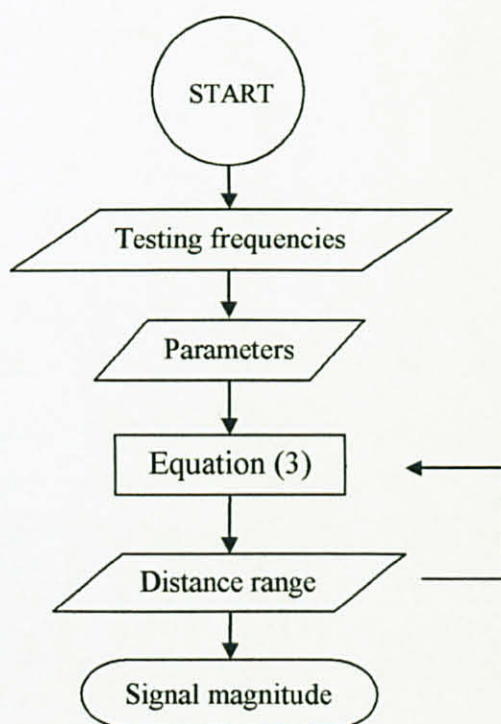 START
Testing frequencies
Parameters
Equation (3)
Distance range
Signal magnitude